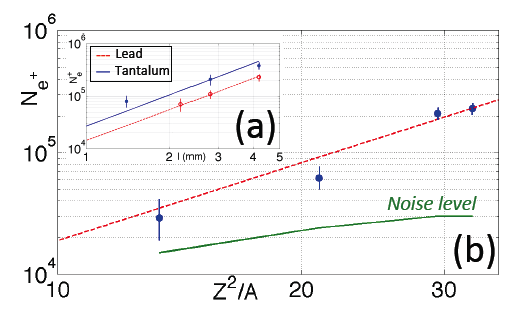 10^6
10^5
10^4
N_e+
10 20 30
Z^2/A
Noise level
(b)
10^6
10^5
10^4
N_e+
Lead
Tantalum
(a)
1 2 3 4 5
l (mm)